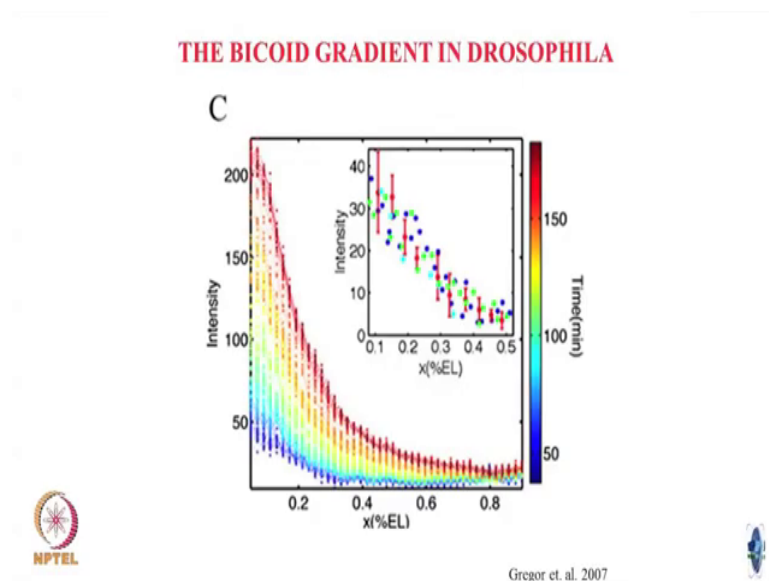 THE BICOID GRADIENT IN DROSOPHILA
C
200
150
100
50
Intensity
0.2 0.4 0.6 0.8
x(%EL)
40
30
20
10
0
Intensity
0.1 0.2 0.3 0.4 0.5
x(%EL)
150
100
50
Time(min)
NPTEL
Gregor et. al. 2007